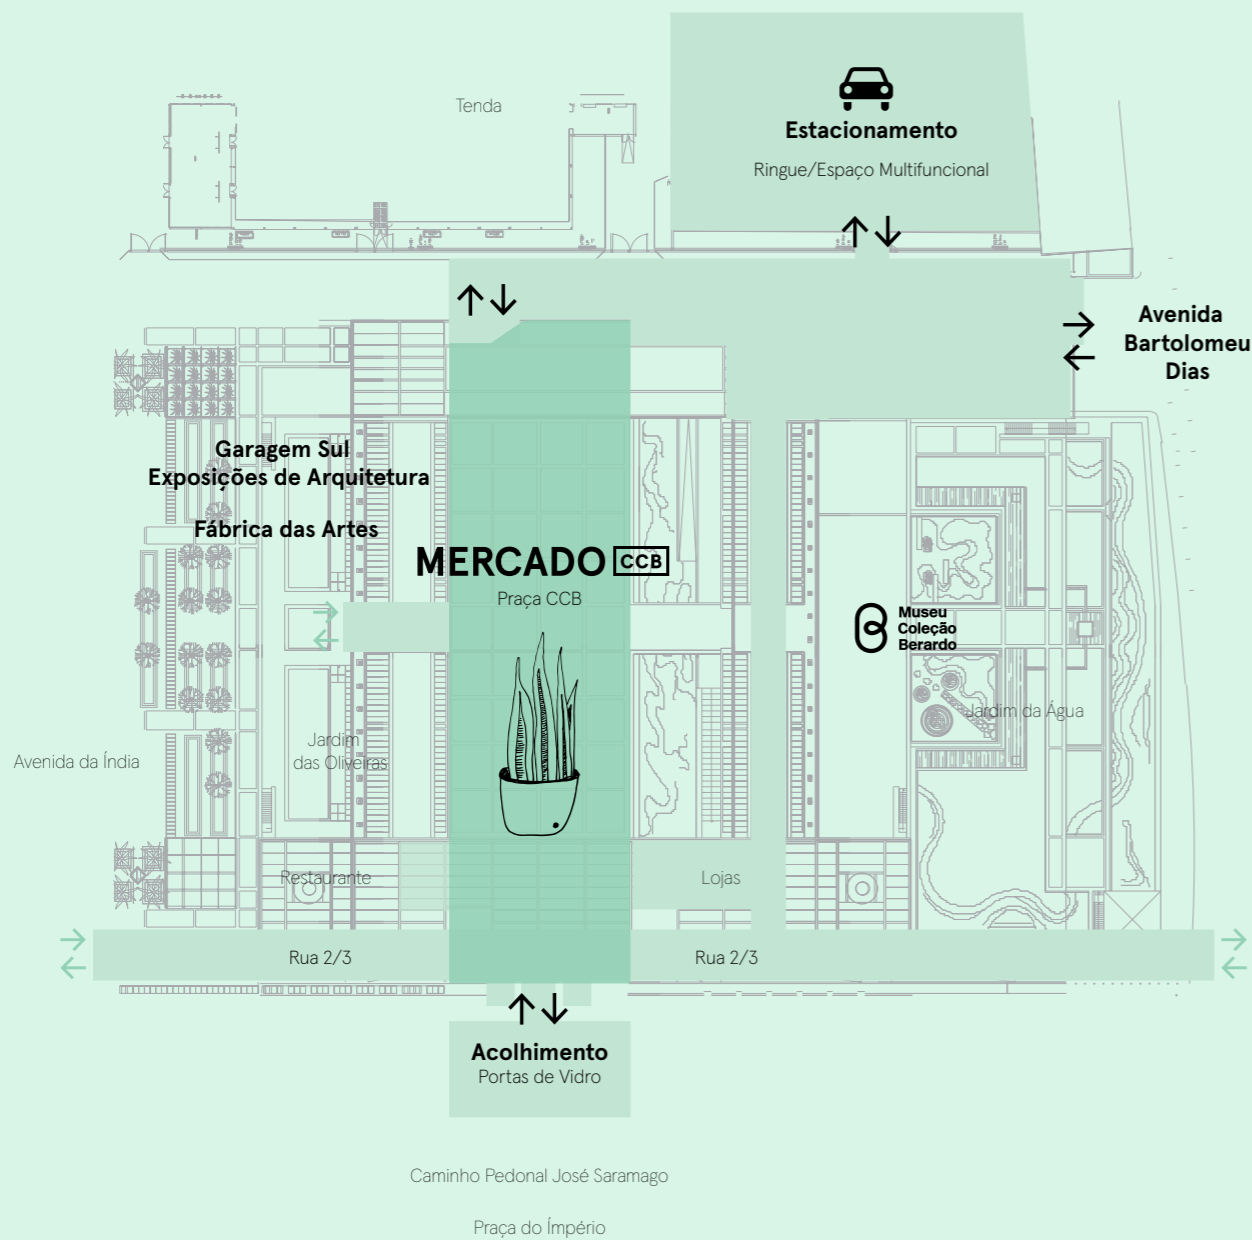 Tenda
Estacionamento
Ringue/Espaço Multifuncional
Avenida
Bartolomeu
Dias
Garagem Sul
Exposições de Arquitetura
Fábrica das Artes
MERCADO CCB
Praça CCB
Museu
Coleção
Berardo
Jardim da Água
Jardim
das Oliveiras
Avenida da Índia
Restaurante
Lojas
Rua 2/3
Rua 2/3
Acolhimento
Portas de Vidro
Caminho Pedonal José Saramago
Praça do Ímpério